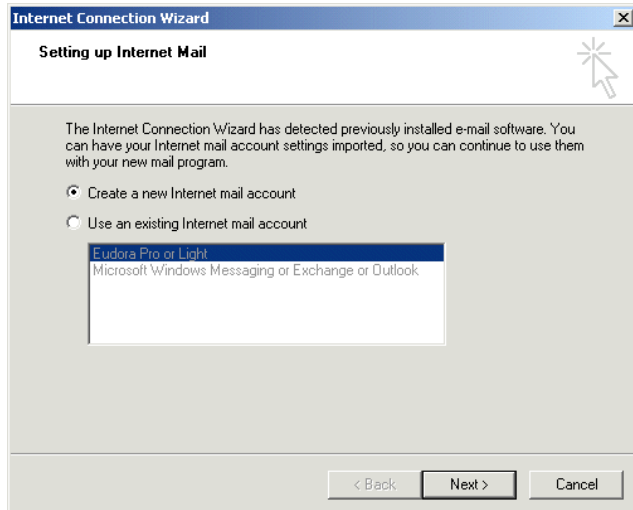 Internet Connection Wizard
Setting up Internet Mail
The Internet Connection Wizard has detected previously installed e-mail software. You
can have your Internet mail account settings imported, so you can continue to use them
with your new mail program.
Create a new Internet mail account
Use an existing Internet mail account
Eudora Pro or Light
Microsoft Windows Messaging or Exchange or Outlook
< Back Next > Cancel